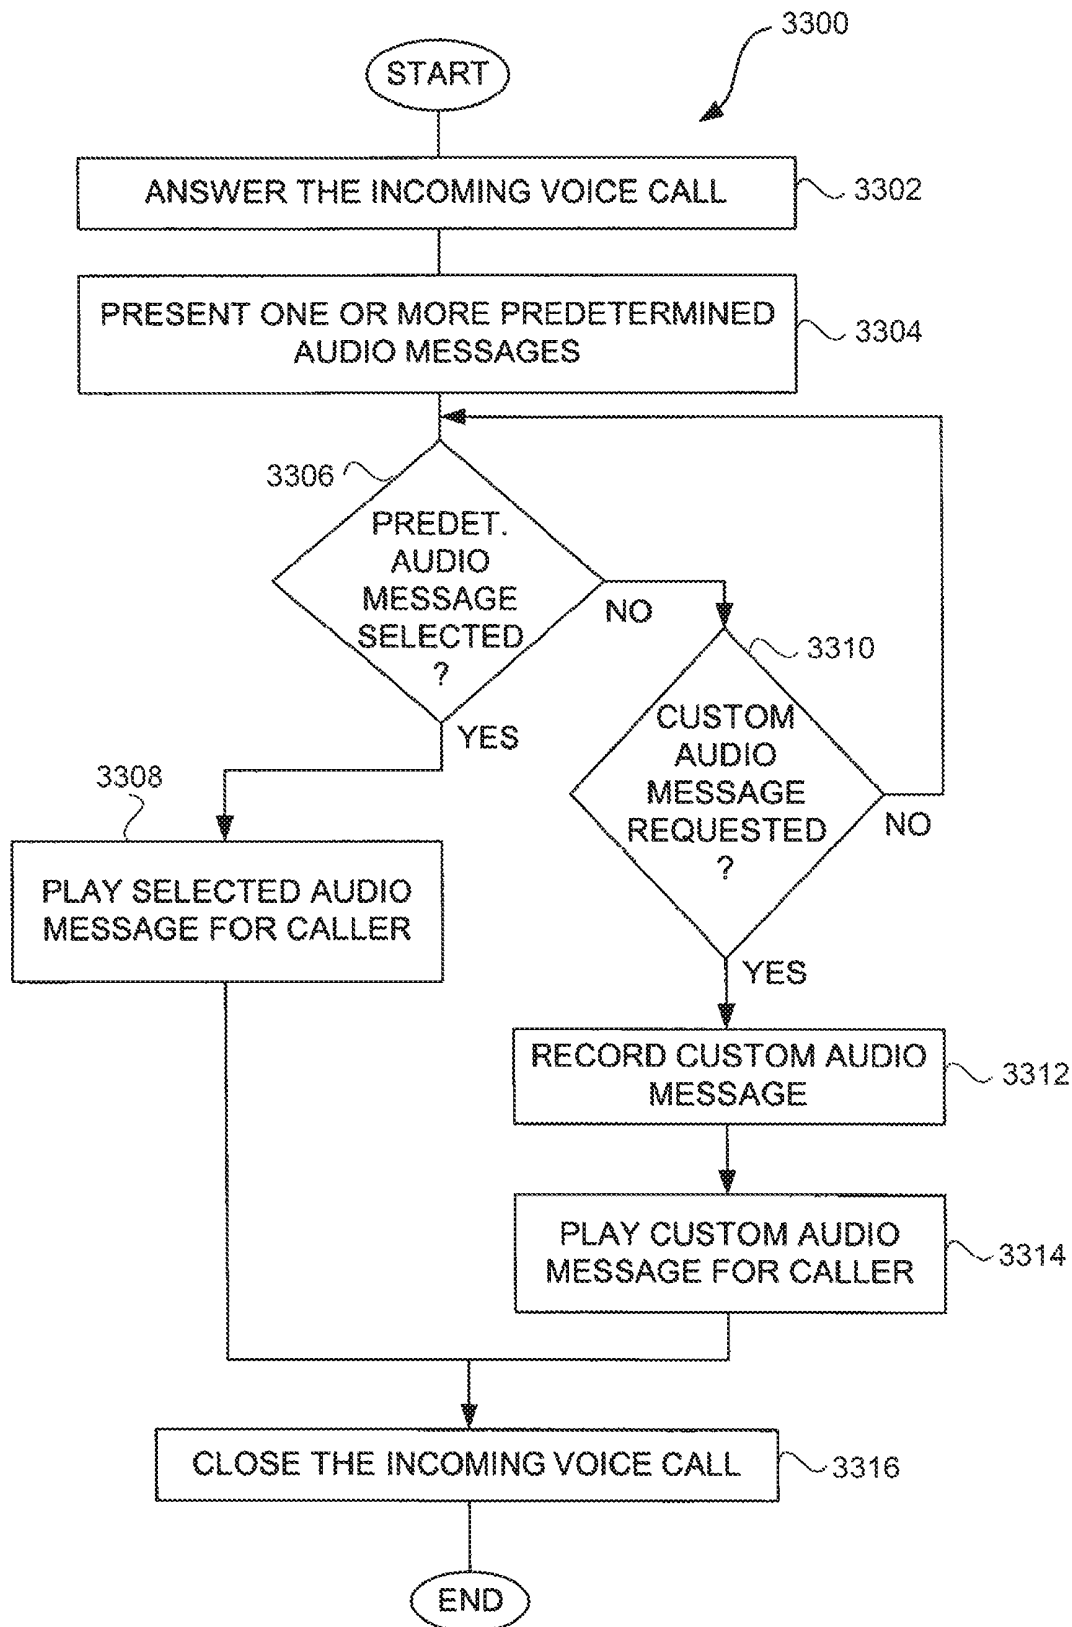 3300
START
ANSWER THE INCOMING VOICE CALL
3302
PRESENT ONE OR MORE PREDETERMINED
AUDIO MESSAGES
3304
3306
PREDET.
AUDIO
MESSAGE
SELECTED
?
NO
YES
3310
CUSTOM
AUDIO
MESSAGE
REQUESTED
?
NO
YES
3308
PLAY SELECTED AUDIO
MESSAGE FOR CALLER
RECORD CUSTOM AUDIO
MESSAGE
3312
PLAY CUSTOM AUDIO
MESSAGE FOR CALLER
3314
CLOSE THE INCOMING VOICE CALL
3316
END